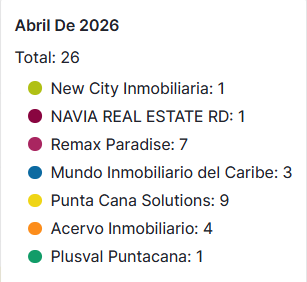 Abril De 2026
Total: 26
New City Inmobiliaria: 1
NAVIA REAL ESTATE RD: 1
Remax Paradise: 7
Mundo Inmobiliario del Caribe: 3
Punta Cana Solutions: 9
Acervo Inmobiliario: 4
Plusval Puntacana: 1